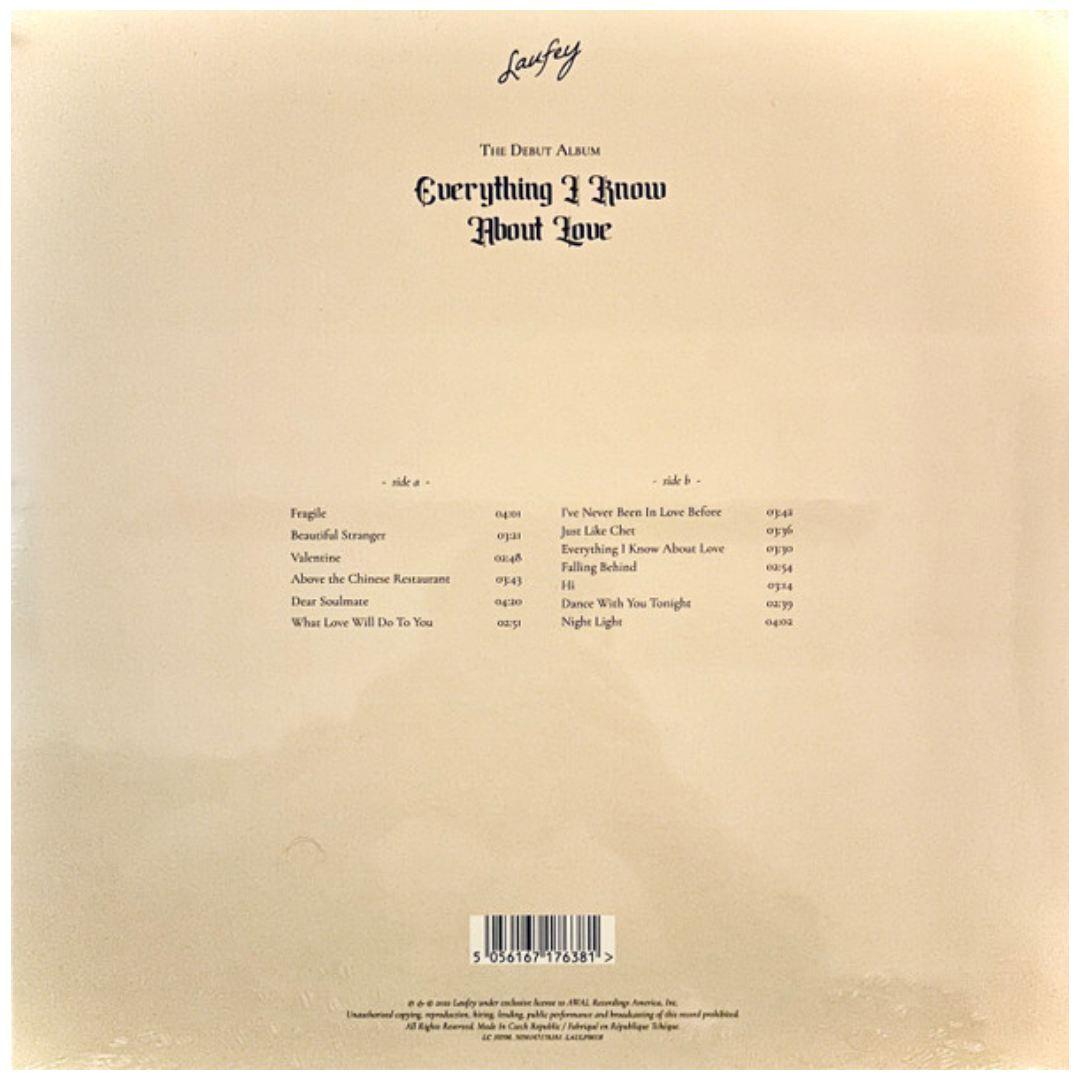 Laufey
The Debut Album
Everything I Know
About Love
- side a -
Fragile 04:01
Beautiful Stranger 03:21
Valentine 02:48
Above the Chinese Restaurant 03:43
Dear Soulmate 04:20
What Love Will Do To You 02:51
- side b -
I've Never Been In Love Before 03:42
Just Like Chet 03:36
Everything I Know About Love 03:30
Falling Behind 02:54
Hi 03:14
Dance With You Tonight 02:39
Night Light 04:02
5 056167 176381 >
℗ & © Laufey under exclusive license to AWAL Recordings America, Inc.
Unauthorized copying, reproduction, hiring, lending, public performance and broadcasting of this record prohibited.
All Rights Reserved. Made In Czech Republic / Fabriqué en République Tchèque.
LC